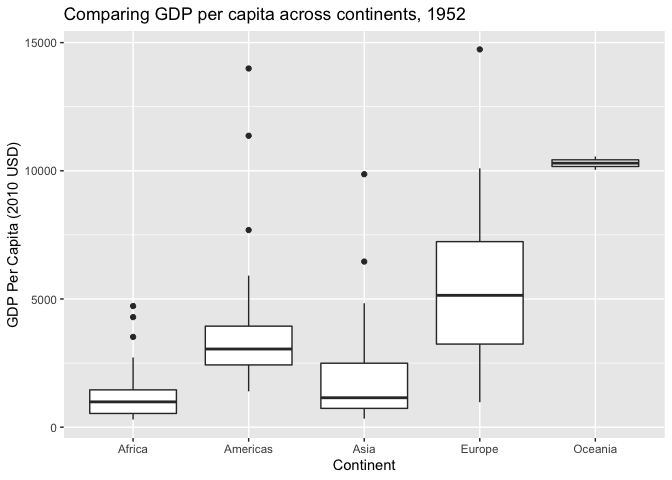 Comparing GDP per capita across continents, 1952
GDP Per Capita (2010 USD)
15000
10000
5000
0
Africa Americas Asia Europe Oceania
Continent